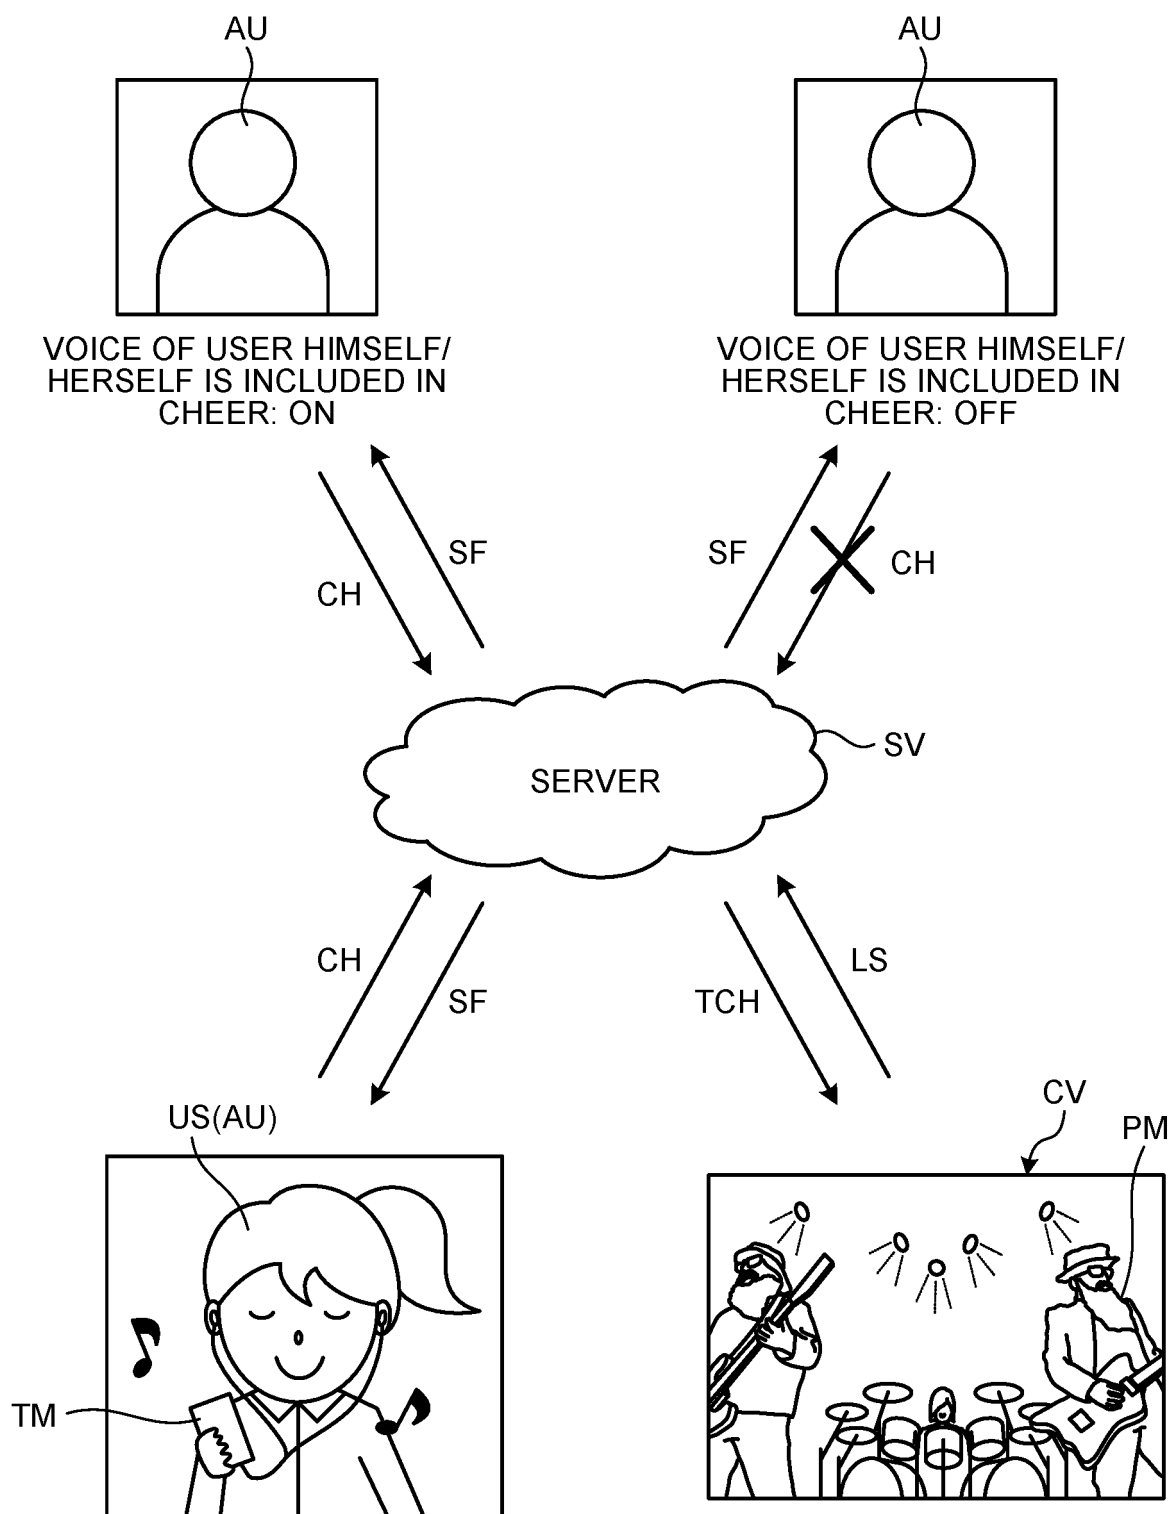 AU
AU
VOICE OF USER HIMSELF/
HERSELF IS INCLUDED IN
CHEER: ON
VOICE OF USER HIMSELF/
HERSELF IS INCLUDED IN
CHEER: OFF
SF
CH
SF
CH
SV
SERVER
CH
SF
LS
TCH
US(AU)
CV
PM
TM